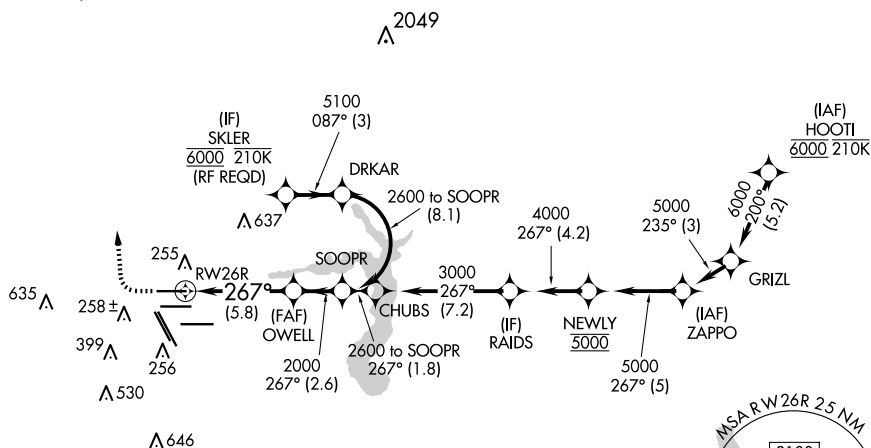 2049
5100
087° (3)
(IF)
SKLER
6000 210K
(RF REQD)
DRKAR
637
2600 to SOOPR
(8.1)
(IAF)
HOOTI
6000 210K
6000
200°
(5.2)
5000
235° (3)
GRIZL
4000
267° (4.2)
SOOPR
255
RW26R
267°
(5.8)
(FAF)
OWELL
CHUBS
3000
267°
(7.2)
(IF)
RAIDS
NEWLY
5000
(IAF)
ZAPPO
635
258 ±
399
256
530
646
2000
267° (2.6)
2600 to SOOPR
267° (1.8)
5000
267° (5)
MSA RW26R 25 NM